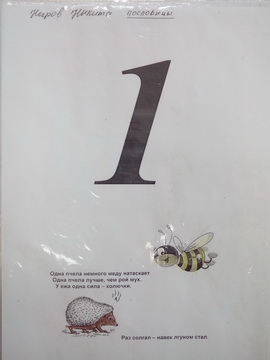 Негров Никита пословицы
1
Одна пчела немного меду натаскает
Одна пчела лучше, чем рой мух.
У ежа одна сила – колючки.
Раз солгал – навек лгуном стал.